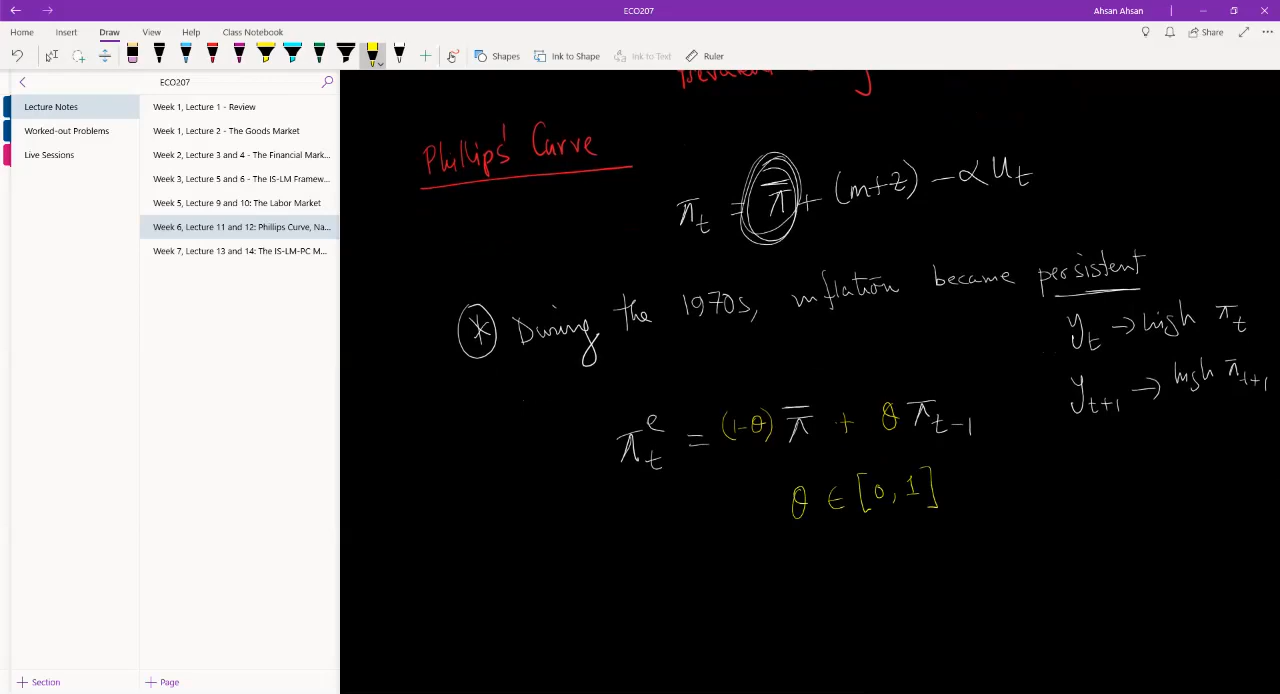 ECO207
Ahsan Ahsan
Home Insert Draw View Help Class Notebook
Share
Shapes Ink to Shape Ink to Text Ruler
ECO207
Lecture Notes
Worked-out Problems
Live Sessions
Week 1, Lecture 1 - Review
Week 1, Lecture 2 - The Goods Market
Week 2, Lecture 3 and 4 - The Financial Mark...
Week 3, Lecture 5 and 6 - The IS-LM Framew...
Week 5, Lecture 9 and 10: The Labor Market
Week 6, Lecture 11 and 12: Phillips Curve, Na...
Week 7, Lecture 13 and 14: The IS-LM-PC M...
Phillips' Curve
π_t = π̄ + (m+z) - αu_t
* During the 1970s, inflation became persistent
y_t → high π_t
y_{t+1} → high π_{t+1}
π_t^e = (1-θ) π̄ + θ π_{t-1}
θ ∈ [0, 1]
+ Section
+ Page